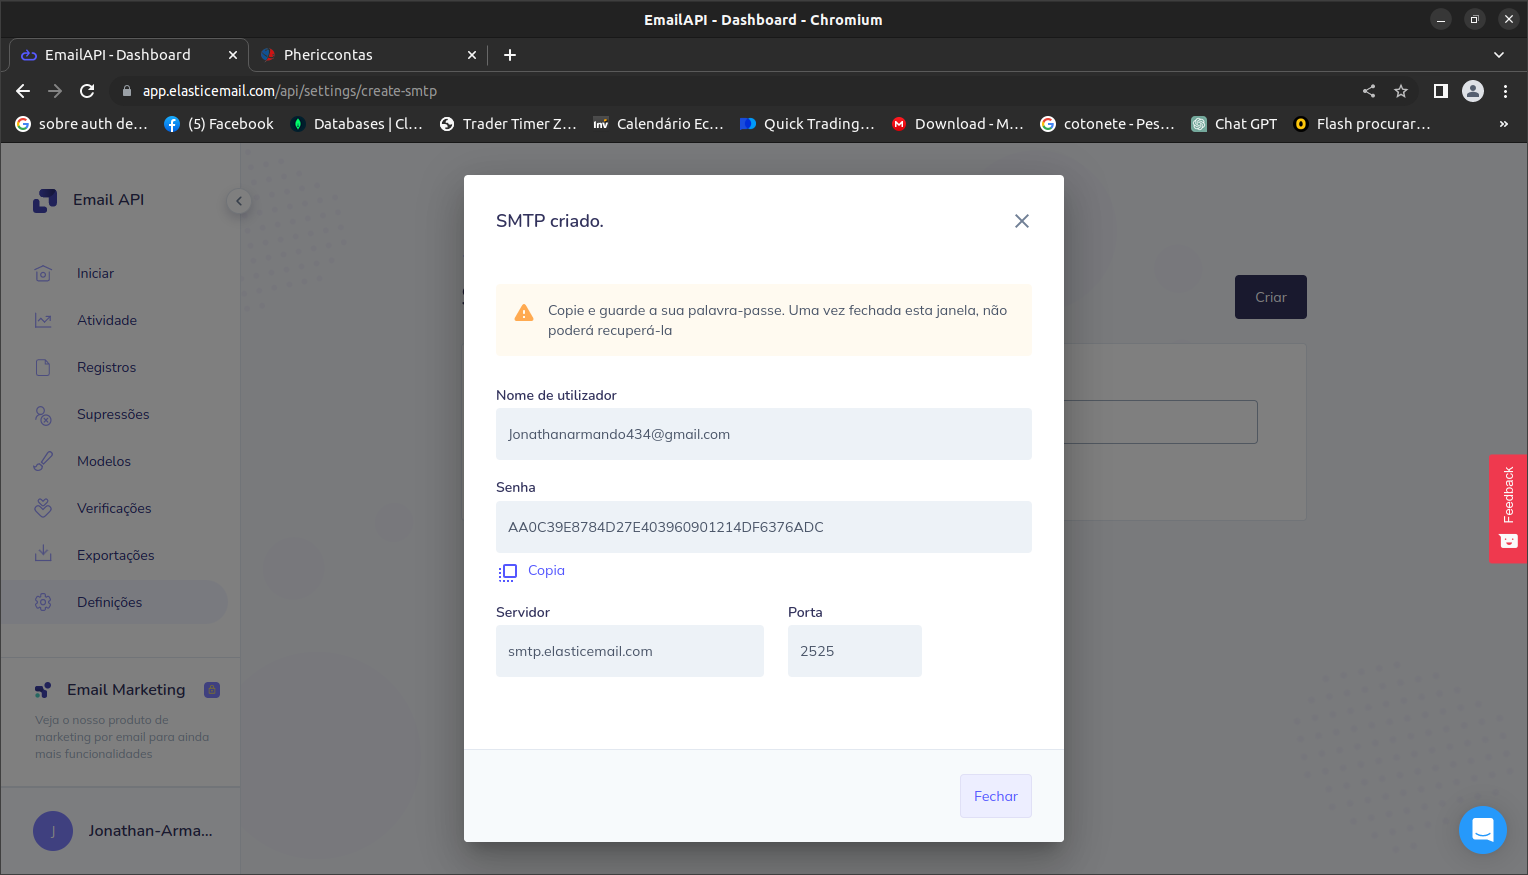 EmailAPI - Dashboard - Chromium
EmailAPI - Dashboard
Phericcontas
app.elasticemail.com/api/settings/create-smtp
sobre auth de...
(5) Facebook
Databases | Cl...
Trader Timer Z...
Inv
Calendário Ec...
Quick Trading...
Download - M...
cotonete - Pes...
Chat GPT
Flash procurar...
»
Email API
Iniciar
Atividade
Registros
Supressões
Modelos
Verificações
Exportações
Definições
Email Marketing
Veja o nosso produto de
marketing por email para ainda
mais funcionalidades
J
Jonathan-Arma...
Criar
SMTP criado.
Copie e guarde a sua palavra-passe. Uma vez fechada esta janela, não
poderá recuperá-la
Nome de utilizador
Jonathanarmando434@gmail.com
Senha
AA0C39E8784D27E403960901214DF6376ADC
Copia
Servidor
Porta
smtp.elasticemail.com
2525
Fechar
Feedback